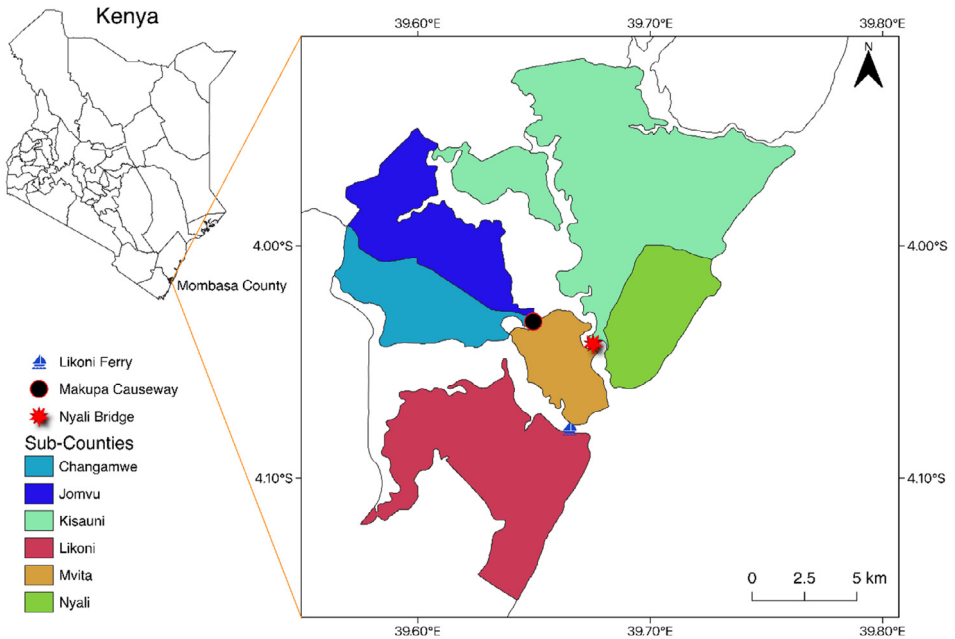 Kenya
39.60°E
39.70°E
39.80°E
N
4.00°S
4.00°S
Mombasa County
Likoni Ferry
Makupa Causeway
Nyali Bridge
Sub-Counties
Changamwe
Jomvu
Kisauni
Likoni
Mvita
Nyali
4.10°S
4.10°S
0 2.5 5 km
39.60°E
39.70°E
39.80°E